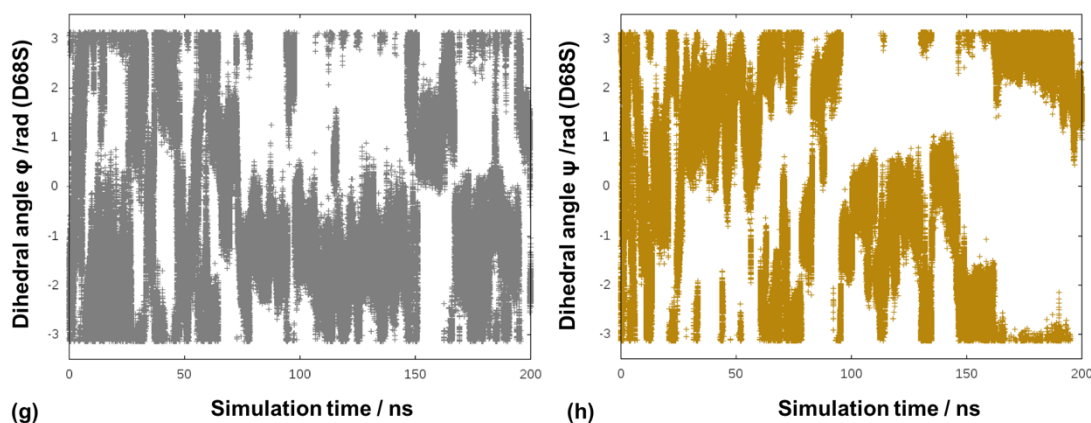 Dihedral angle φ /rad (D68S)
3
2
1
0
-1
-2
-3
0 50 100 150 200
(g) Simulation time / ns
Dihedral angle ψ /rad (D68S)
3
2
1
0
-1
-2
-3
0 50 100 150 200
(h) Simulation time / ns